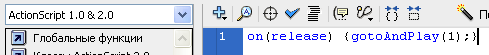 ActionScript 1.0 & 2.0
Глобальные функции
1 on(release) {gotoAndPlay(1);}